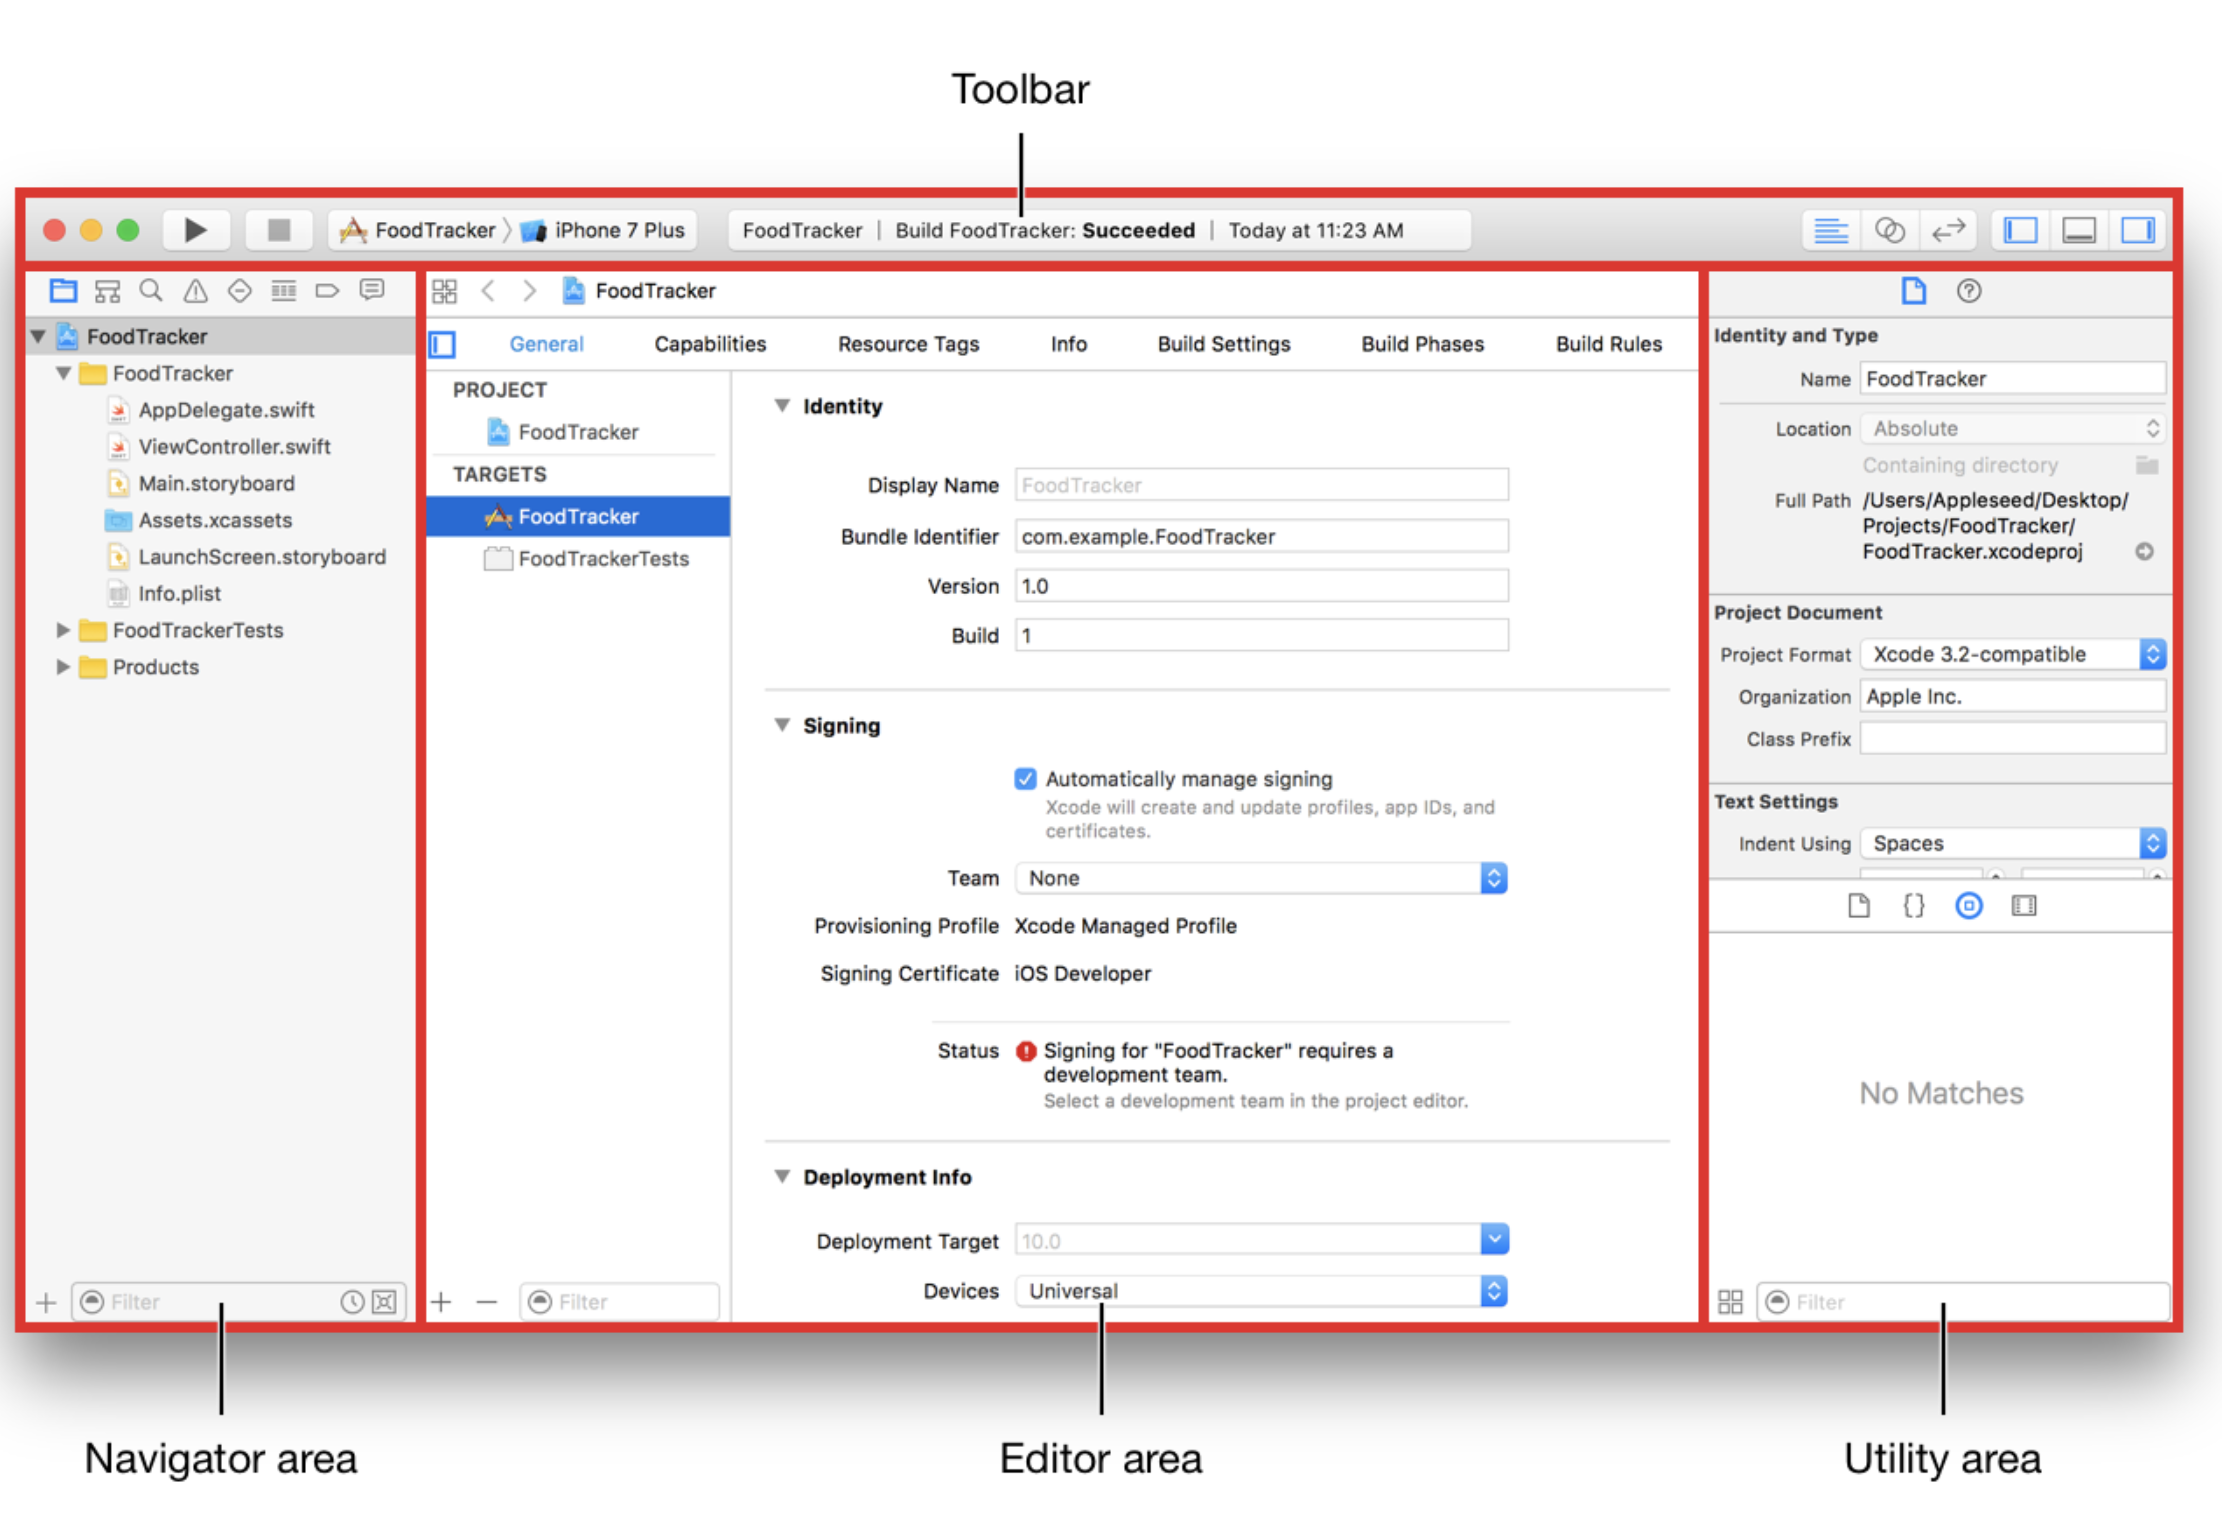 Toolbar
FoodTracker iPhone 7 Plus
FoodTracker | Build FoodTracker: Succeeded | Today at 11:23 AM
FoodTracker
FoodTracker
AppDelegate.swift
ViewController.swift
Main.storyboard
Assets.xcassets
LaunchScreen.storyboard
Info.plist
FoodTrackerTests
Products
Filter
FoodTracker
General Capabilities Resource Tags Info Build Settings Build Phases Build Rules
PROJECT
FoodTracker
TARGETS
FoodTracker
FoodTrackerTests
Filter
Identity
Display Name FoodTracker
Bundle Identifier com.example.FoodTracker
Version 1.0
Build 1
Signing
Automatically manage signing
Xcode will create and update profiles, app IDs, and
certificates.
Team None
Provisioning Profile Xcode Managed Profile
Signing Certificate iOS Developer
Status Signing for "FoodTracker" requires a
development team.
Select a development team in the project editor.
Deployment Info
Deployment Target 10.0
Devices Universal
Identity and Type
Name FoodTracker
Location Absolute
Containing directory
Full Path /Users/Appleseed/Desktop/
Projects/FoodTracker/
FoodTracker.xcodeproj
Project Document
Project Format Xcode 3.2-compatible
Organization Apple Inc.
Class Prefix
Text Settings
Indent Using Spaces
{}
No Matches
Filter
Navigator area
Editor area
Utility area